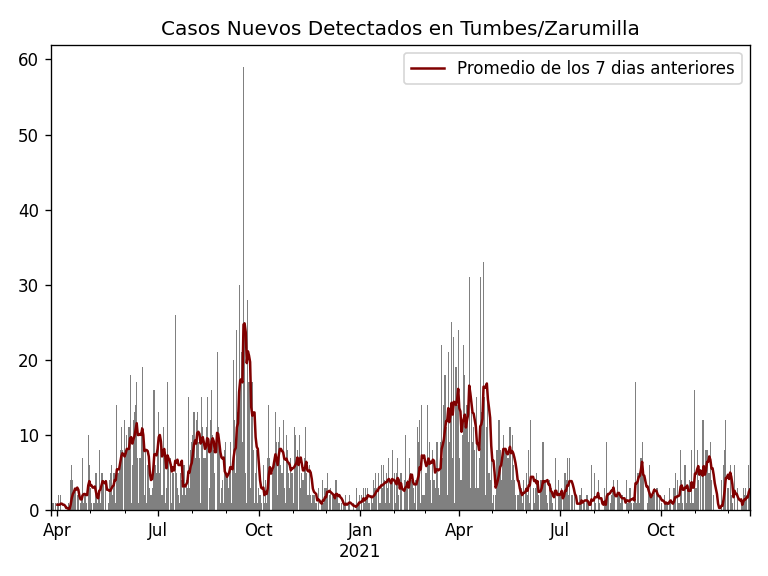 Casos Nuevos Detectados en Tumbes/Zarumilla
Promedio de los 7 dias anteriores
60
50
40
30
20
10
0
Apr Jul Oct Jan Apr Jul Oct
2021